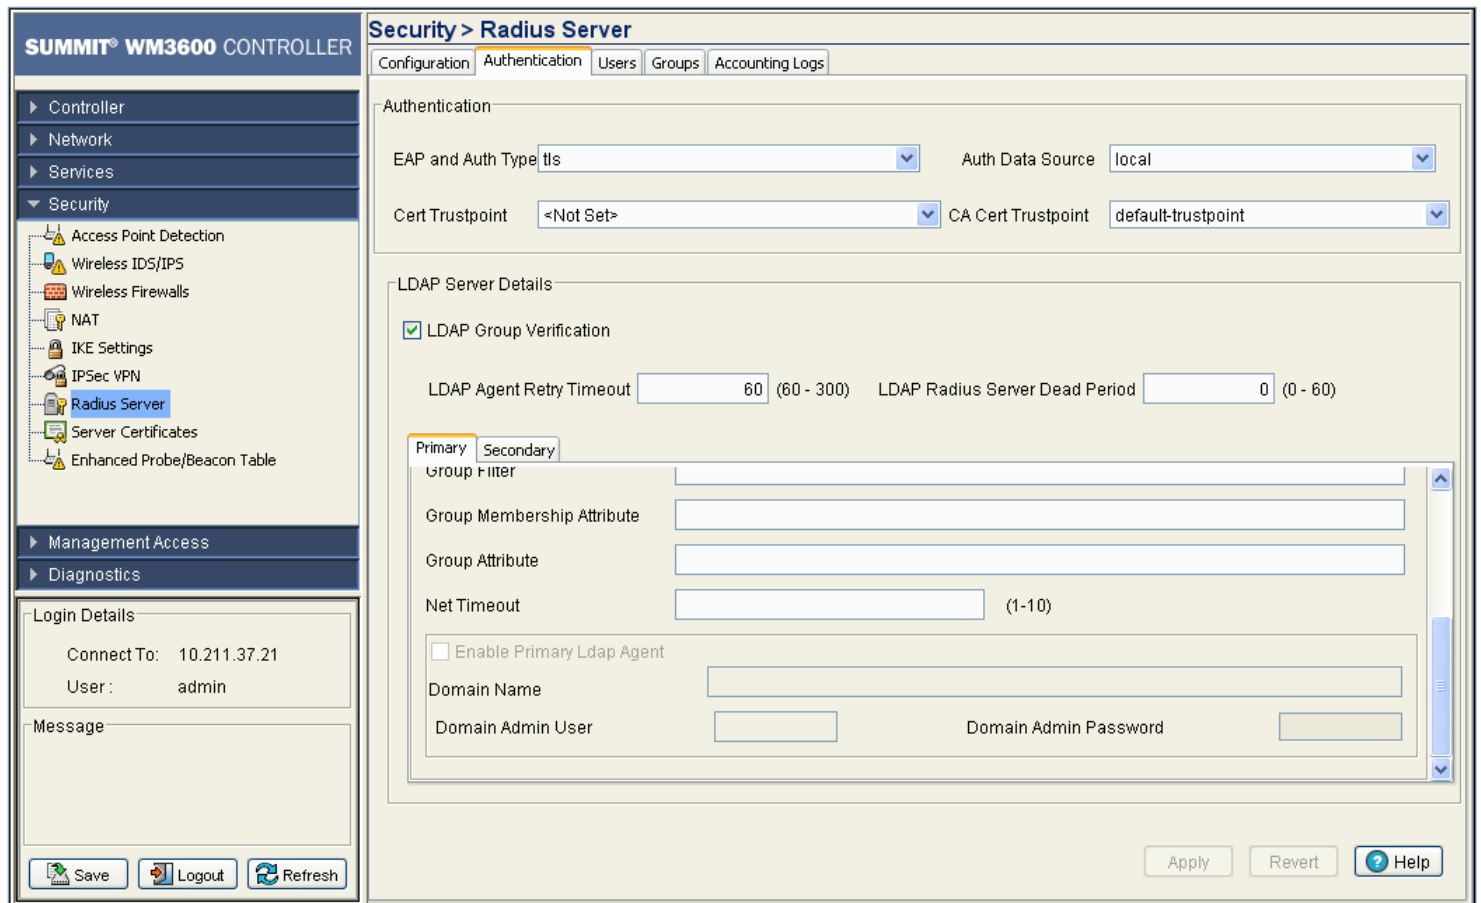 SUMMIT® WM3600 CONTROLLER
Controller
Network
Services
Security
Access Point Detection
Wireless IDS/IPS
Wireless Firewalls
NAT
IKE Settings
IPSec VPN
Radius Server
Server Certificates
Enhanced Probe/Beacon Table
Management Access
Diagnostics
Login Details
Connect To: 10.211.37.21
User : admin
Message
Save Logout Refresh
Security > Radius Server
Configuration Authentication Users Groups Accounting Logs
Authentication
EAP and Auth Type tls Auth Data Source local
Cert Trustpoint <Not Set> CA Cert Trustpoint default-trustpoint
LDAP Server Details
LDAP Group Verification
LDAP Agent Retry Timeout 60 (60 - 300) LDAP Radius Server Dead Period 0 (0 - 60)
Primary Secondary
Group Filter
Group Membership Attribute
Group Attribute
Net Timeout (1-10)
Enable Primary Ldap Agent
Domain Name
Domain Admin User Domain Admin Password
Apply Revert ? Help